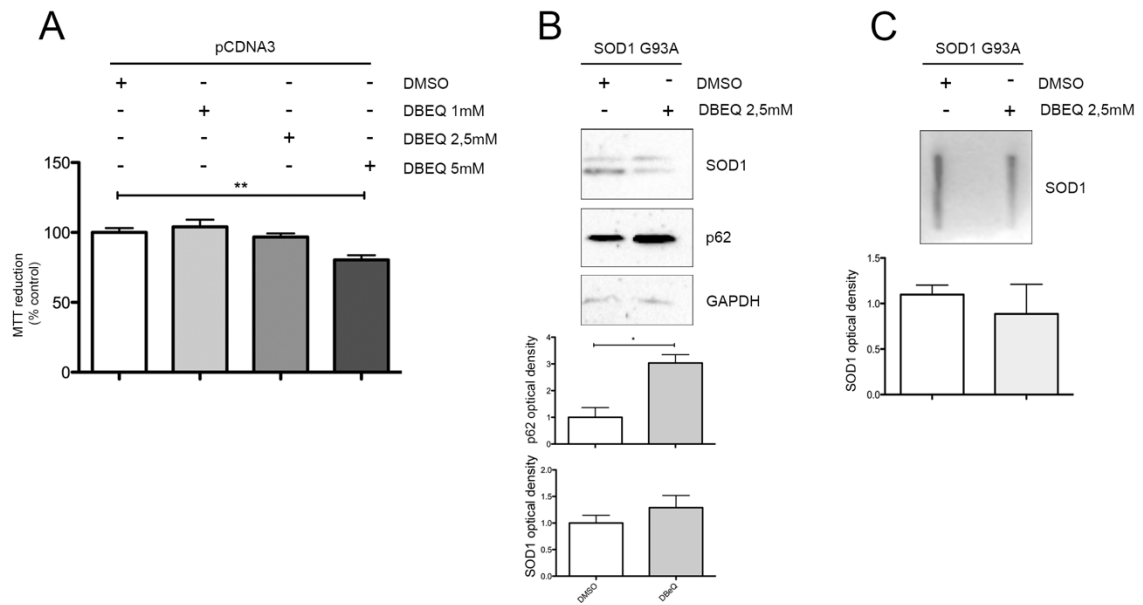 A
pCDNA3
+ - - - DMSO
- + - - DBEQ 1mM
- - + - DBEQ 2,5mM
- - - + DBEQ 5mM
**
MTT reduction
(% control)
150
100
50
0
B
SOD1 G93A
+ - DMSO
- + DBEQ 2,5mM
SOD1
p62
GAPDH
*
p62 optical density
4
3
2
1
0
SOD1 optical density
2.0
1.5
1.0
0.5
0.0
DMSO
DBeQ
C
SOD1 G93A
+ - DMSO
- + DBEQ 2,5mM
SOD1
SOD1 optical density
1.5
1.0
0.5
0.0